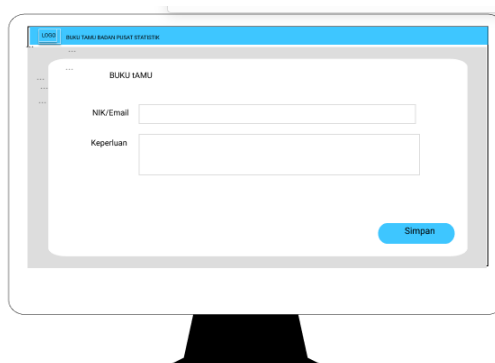 LOGO
BUKU TAMU BADAN PUSAT STATISTIK
...
...
...
...
...
BUKU tAMU
NIK/Email
Keperluan
Simpan